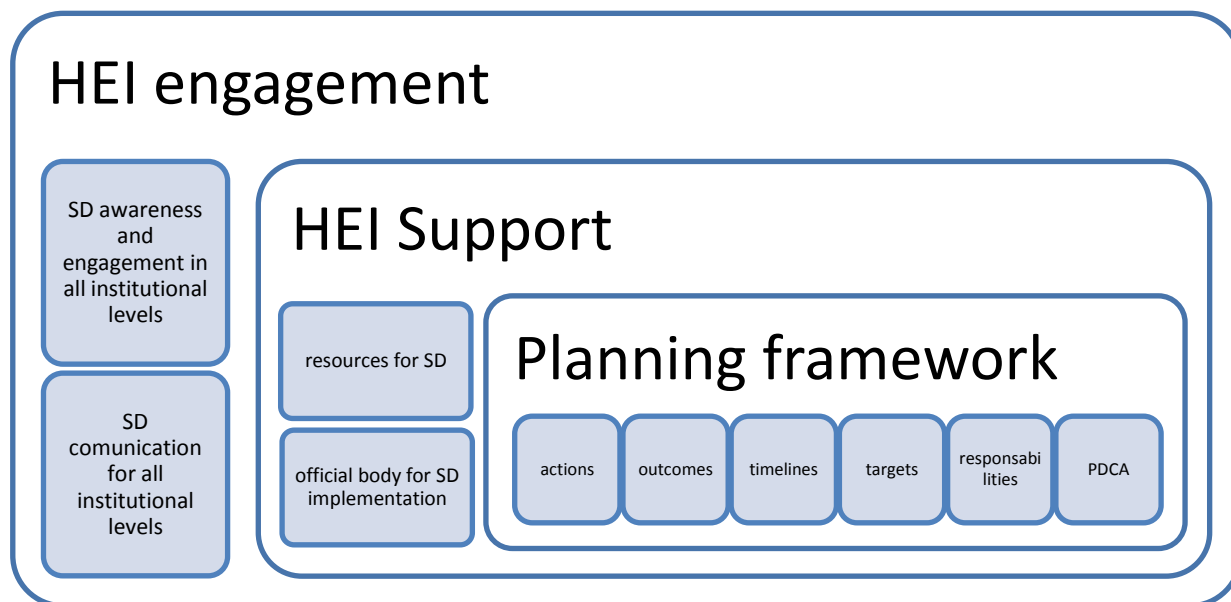 HEI engagement
SD awareness
and
engagement in
all institutional
levels
SD
comunication
for all
institutional
levels
HEI Support
resources for SD
official body for SD
implementation
Planning framework
actions
outcomes
timelines
targets
responsabi
lities
PDCA